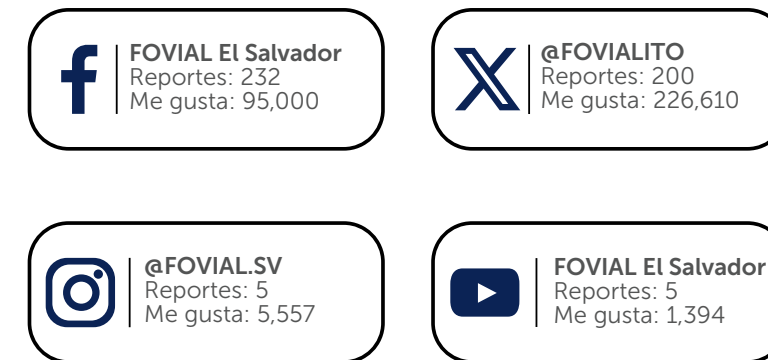 FOVIAL El Salvador
Reportes: 232
Me gusta: 95,000
@FOVIALITO
Reportes: 200
Me gusta: 226,610
@FOVIAL.SV
Reportes: 5
Me gusta: 5,557
FOVIAL El Salvador
Reportes: 5
Me gusta: 1,394